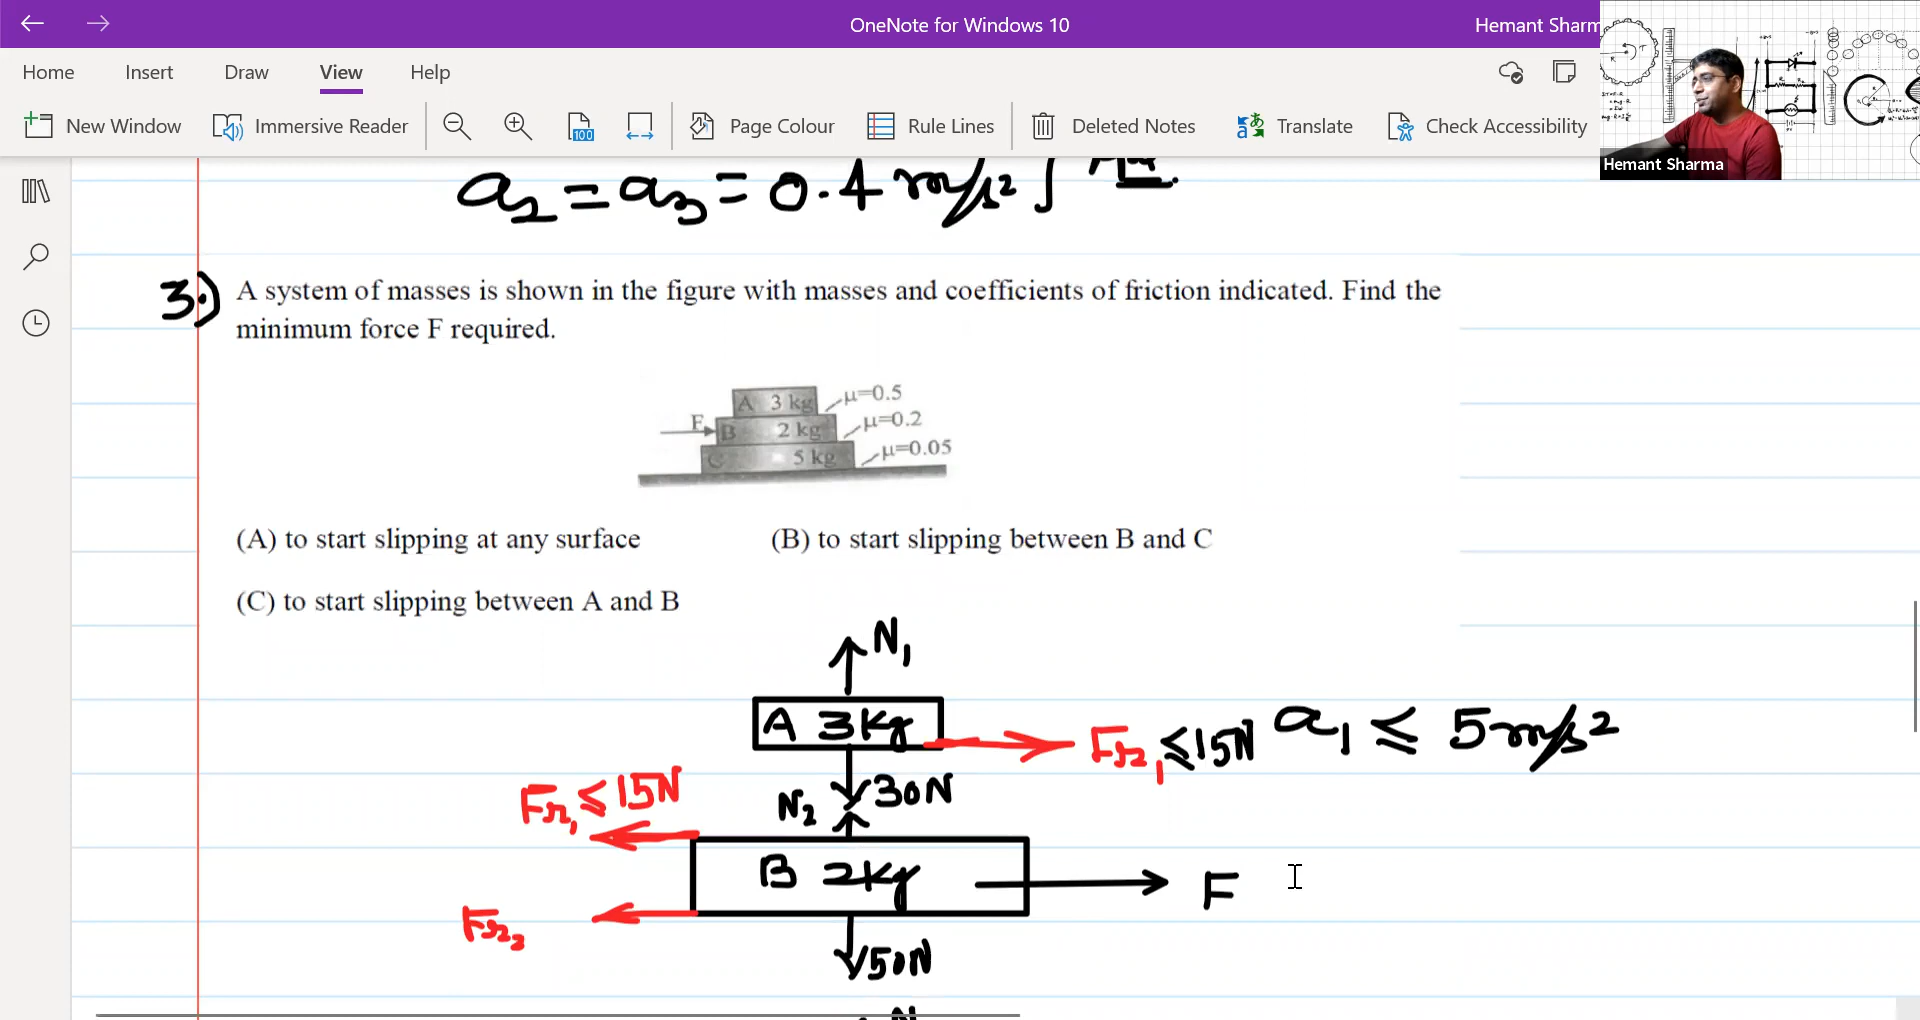 OneNote for Windows 10
Hemant Sharm
Home Insert Draw View Help
New Window Immersive Reader 100 Page Colour Rule Lines Deleted Notes Translate Check Accessibility
Hemant Sharma
a₂ = a₃ = 0.4 m/s²
3.) A system of masses is shown in the figure with masses and coefficients of friction indicated. Find the
minimum force F required.
A 3 kg μ=0.5
F B 2 kg μ=0.2
C 5 kg μ=0.05
(A) to start slipping at any surface (B) to start slipping between B and C
(C) to start slipping between A and B
N₁
A 3kg Fr₁ ≤15N a₁ ≤ 5m/s²
Fr₁ ≤ 15N N₂ 30N
B 2kg F
Fr₂
50N